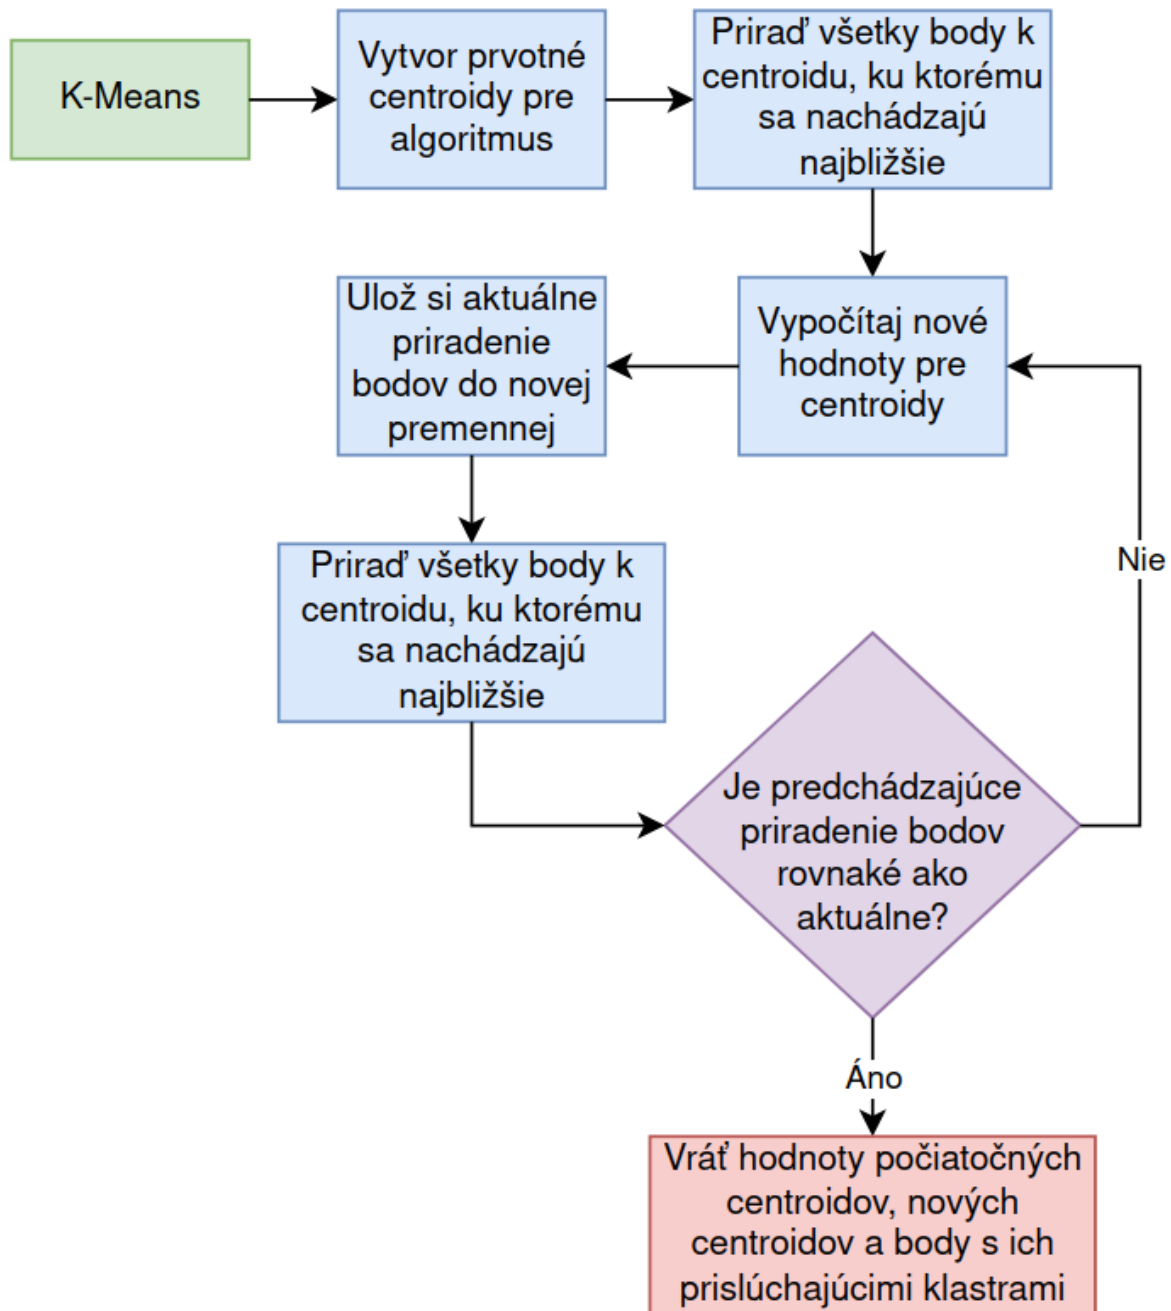 K-Means
Vytvor prvotné
centroidy pre
algoritmus
Priraď všetky body k
centroidu, ku ktorému
sa nachádzajú
najbližšie
Vypočítaj nové
hodnoty pre
centroidy
Ulož si aktuálne
priradenie
bodov do novej
premennej
Priraď všetky body k
centroidu, ku ktorému
sa nachádzajú
najbližšie
Je predchádzajúce
priradenie bodov
rovnaké ako
aktuálne?
Nie
Áno
Vráť hodnoty počiatočných
centroidov, nových
centroidov a body s ich
prislúchajúcimi klastrami